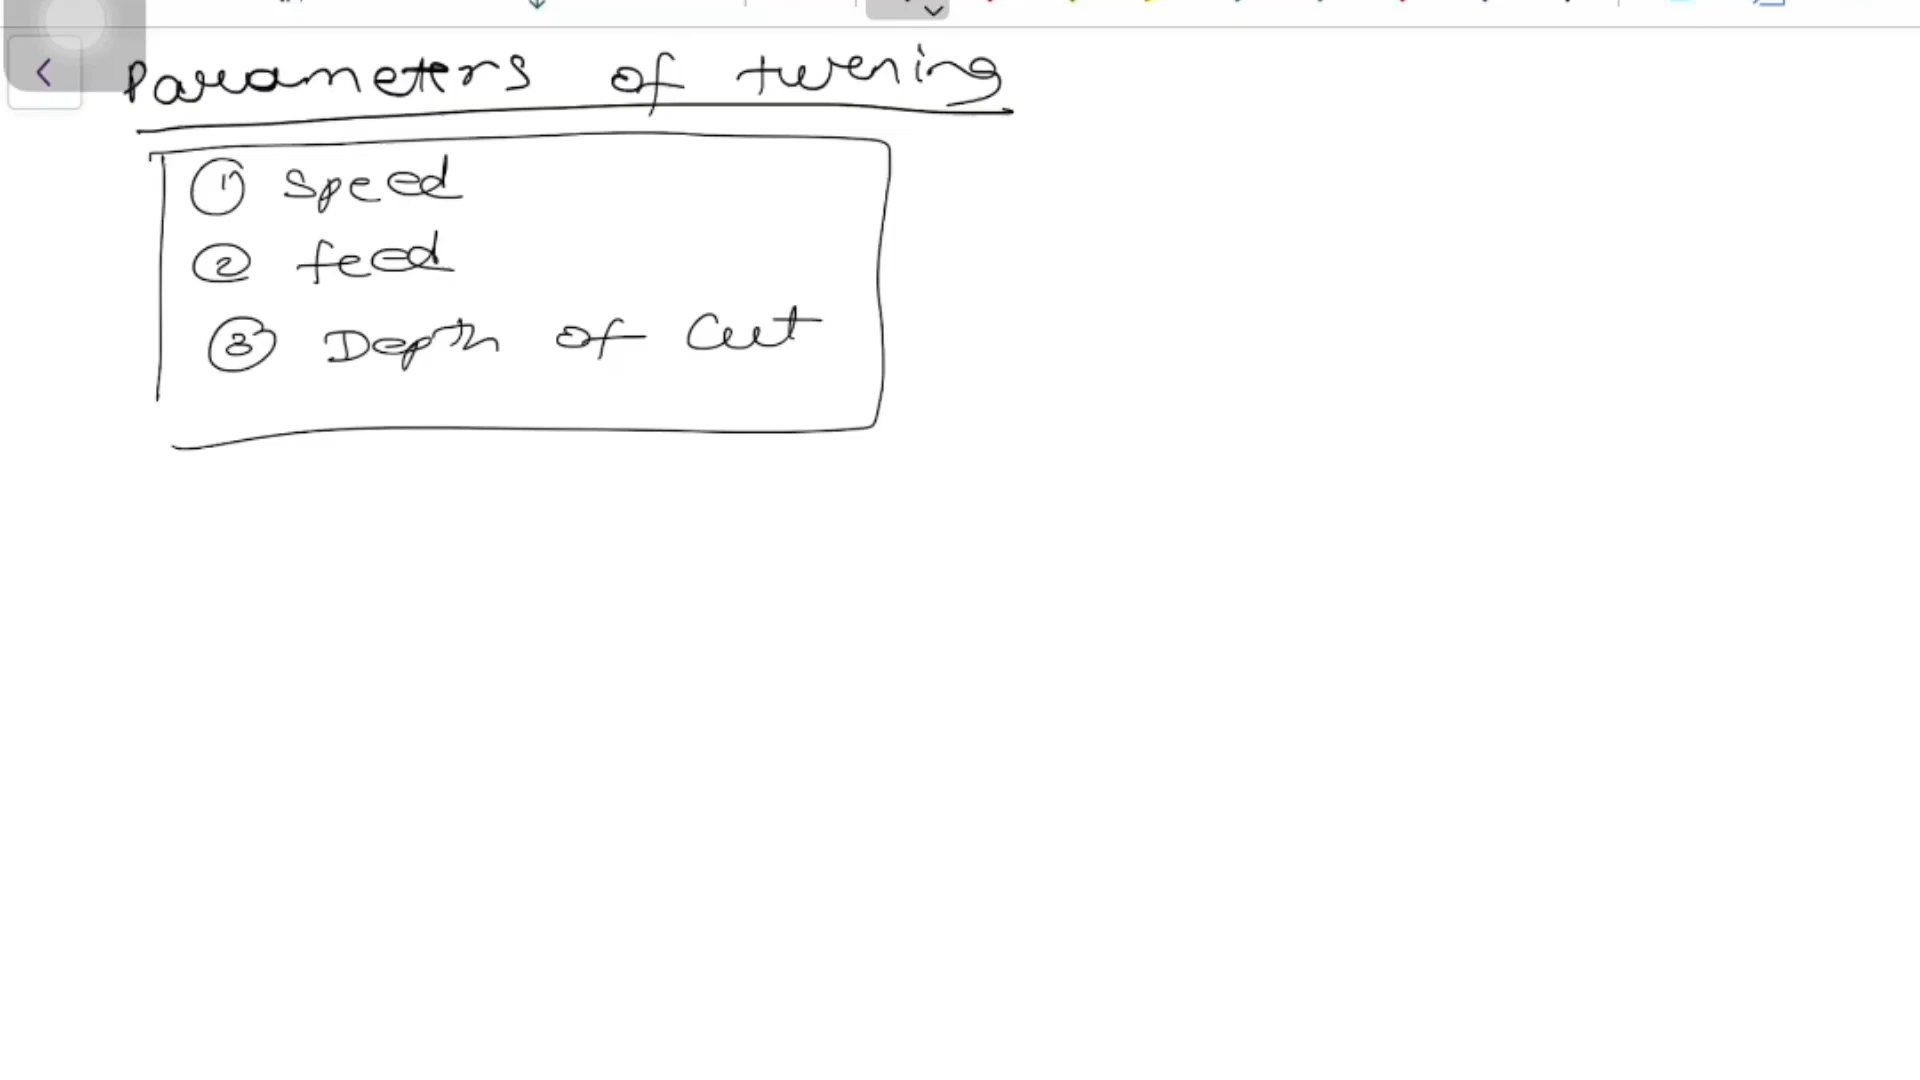 Parameters of turning
① Speed
② feed
③ Depth of Cut